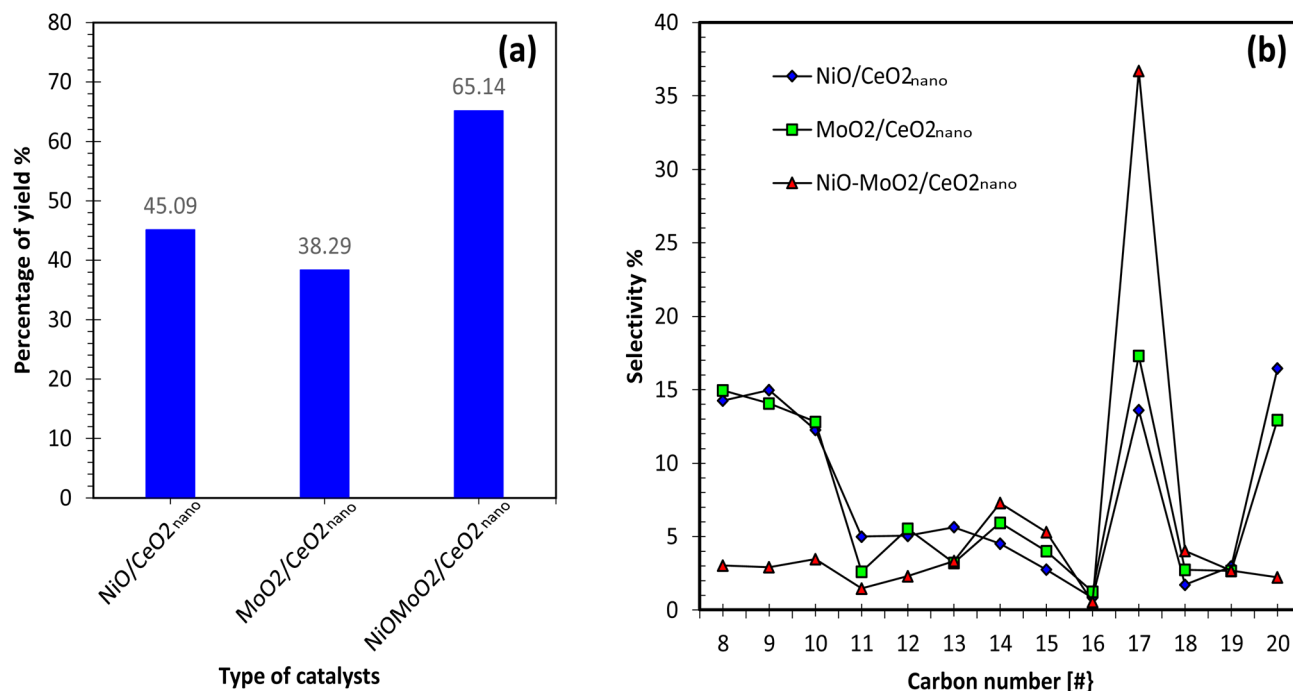 (a)
Percentage of yield %
80
70
60
50
40
30
20
10
0
45.09
38.29
65.14
NiO/CeO2nano
MoO2/CeO2nano
NiOMoO2/CeO2nano
Type of catalysts
(b)
Selectivity %
40
35
30
25
20
15
10
5
0
NiO/CeO2nano
MoO2/CeO2nano
NiO-MoO2/CeO2nano
8 9 10 11 12 13 14 15 16 17 18 19 20
Carbon number [#}